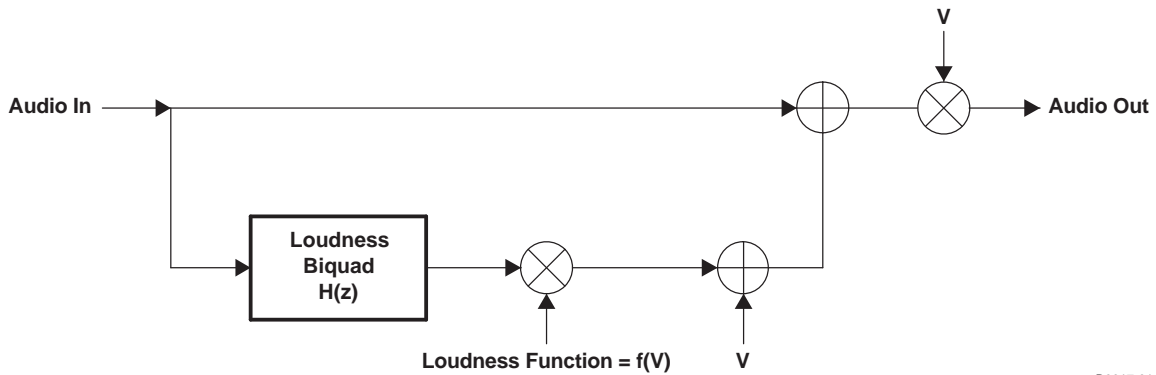 V
Audio In
Audio Out
Loudness
Biquad
H(z)
Loudness Function = f(V)
V